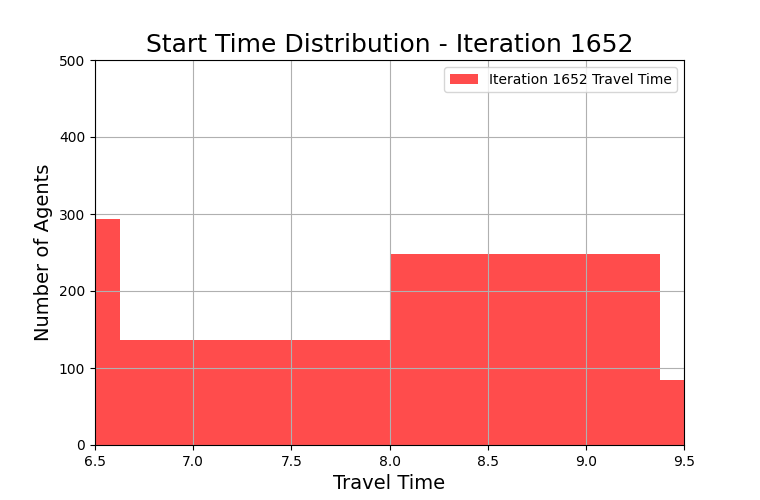 Start Time Distribution - Iteration 1652
Iteration 1652 Travel Time
Number of Agents
500
400
300
200
100
0
6.5 7.0 7.5 8.0 8.5 9.0 9.5
Travel Time